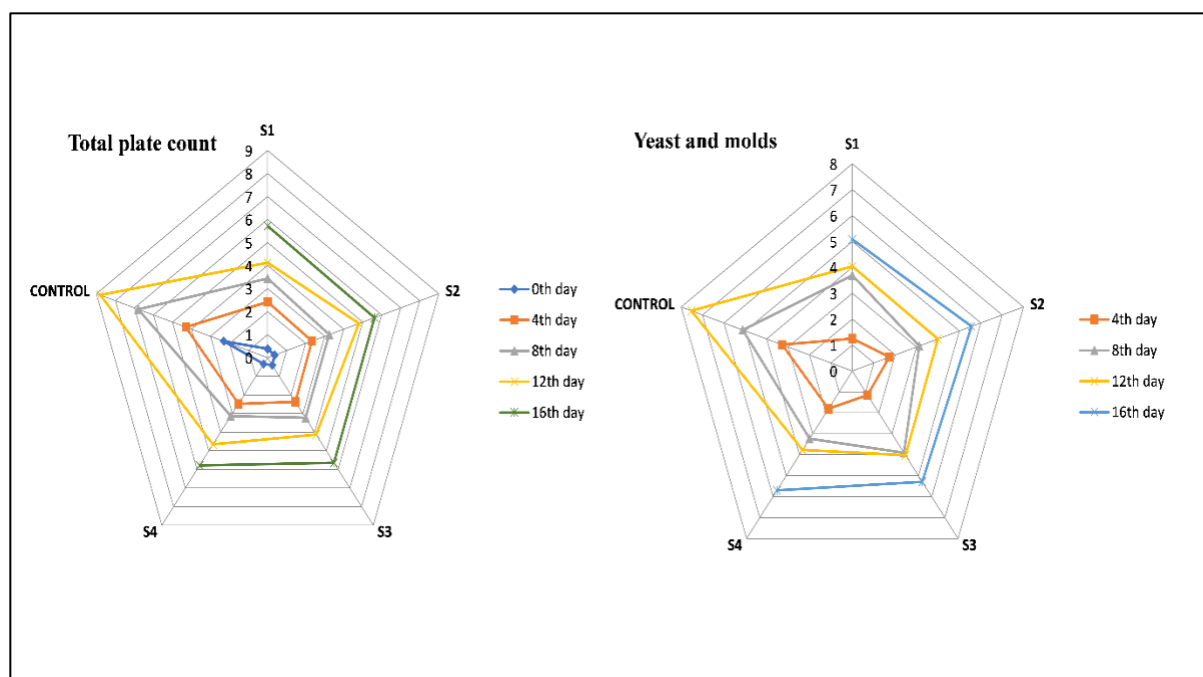 Total plate count
S1
9
8
7
6
5
4
3
2
1
0
S2
S3
S4
CONTROL
0th day
4th day
8th day
12th day
16th day
Yeast and molds
S1
8
7
6
5
4
3
2
1
0
S2
S3
S4
CONTROL
4th day
8th day
12th day
16th day